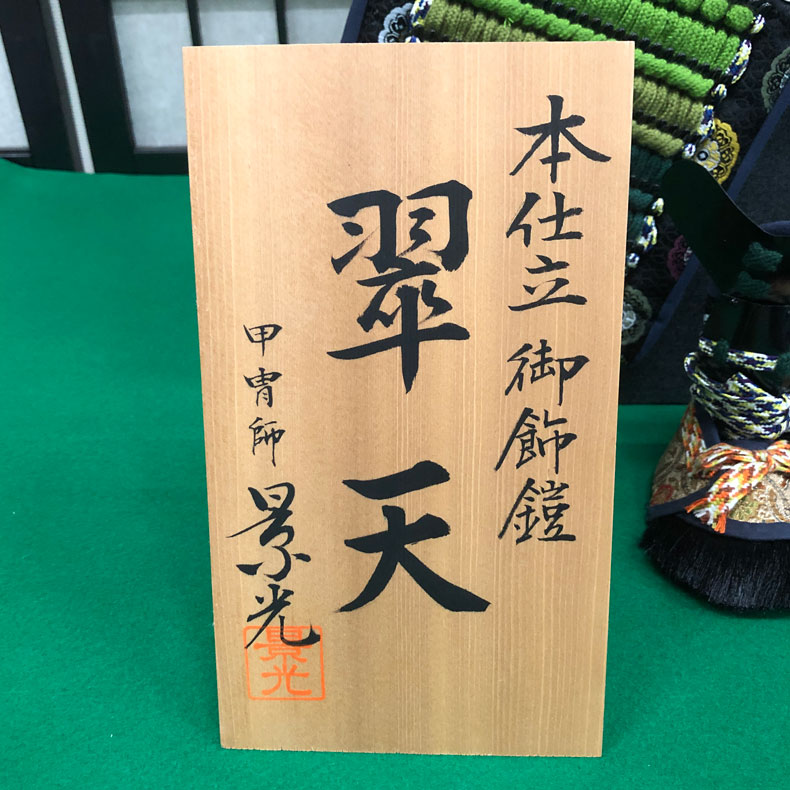 本仕立 御飾鎧
翠天
甲冑師 景光
景光